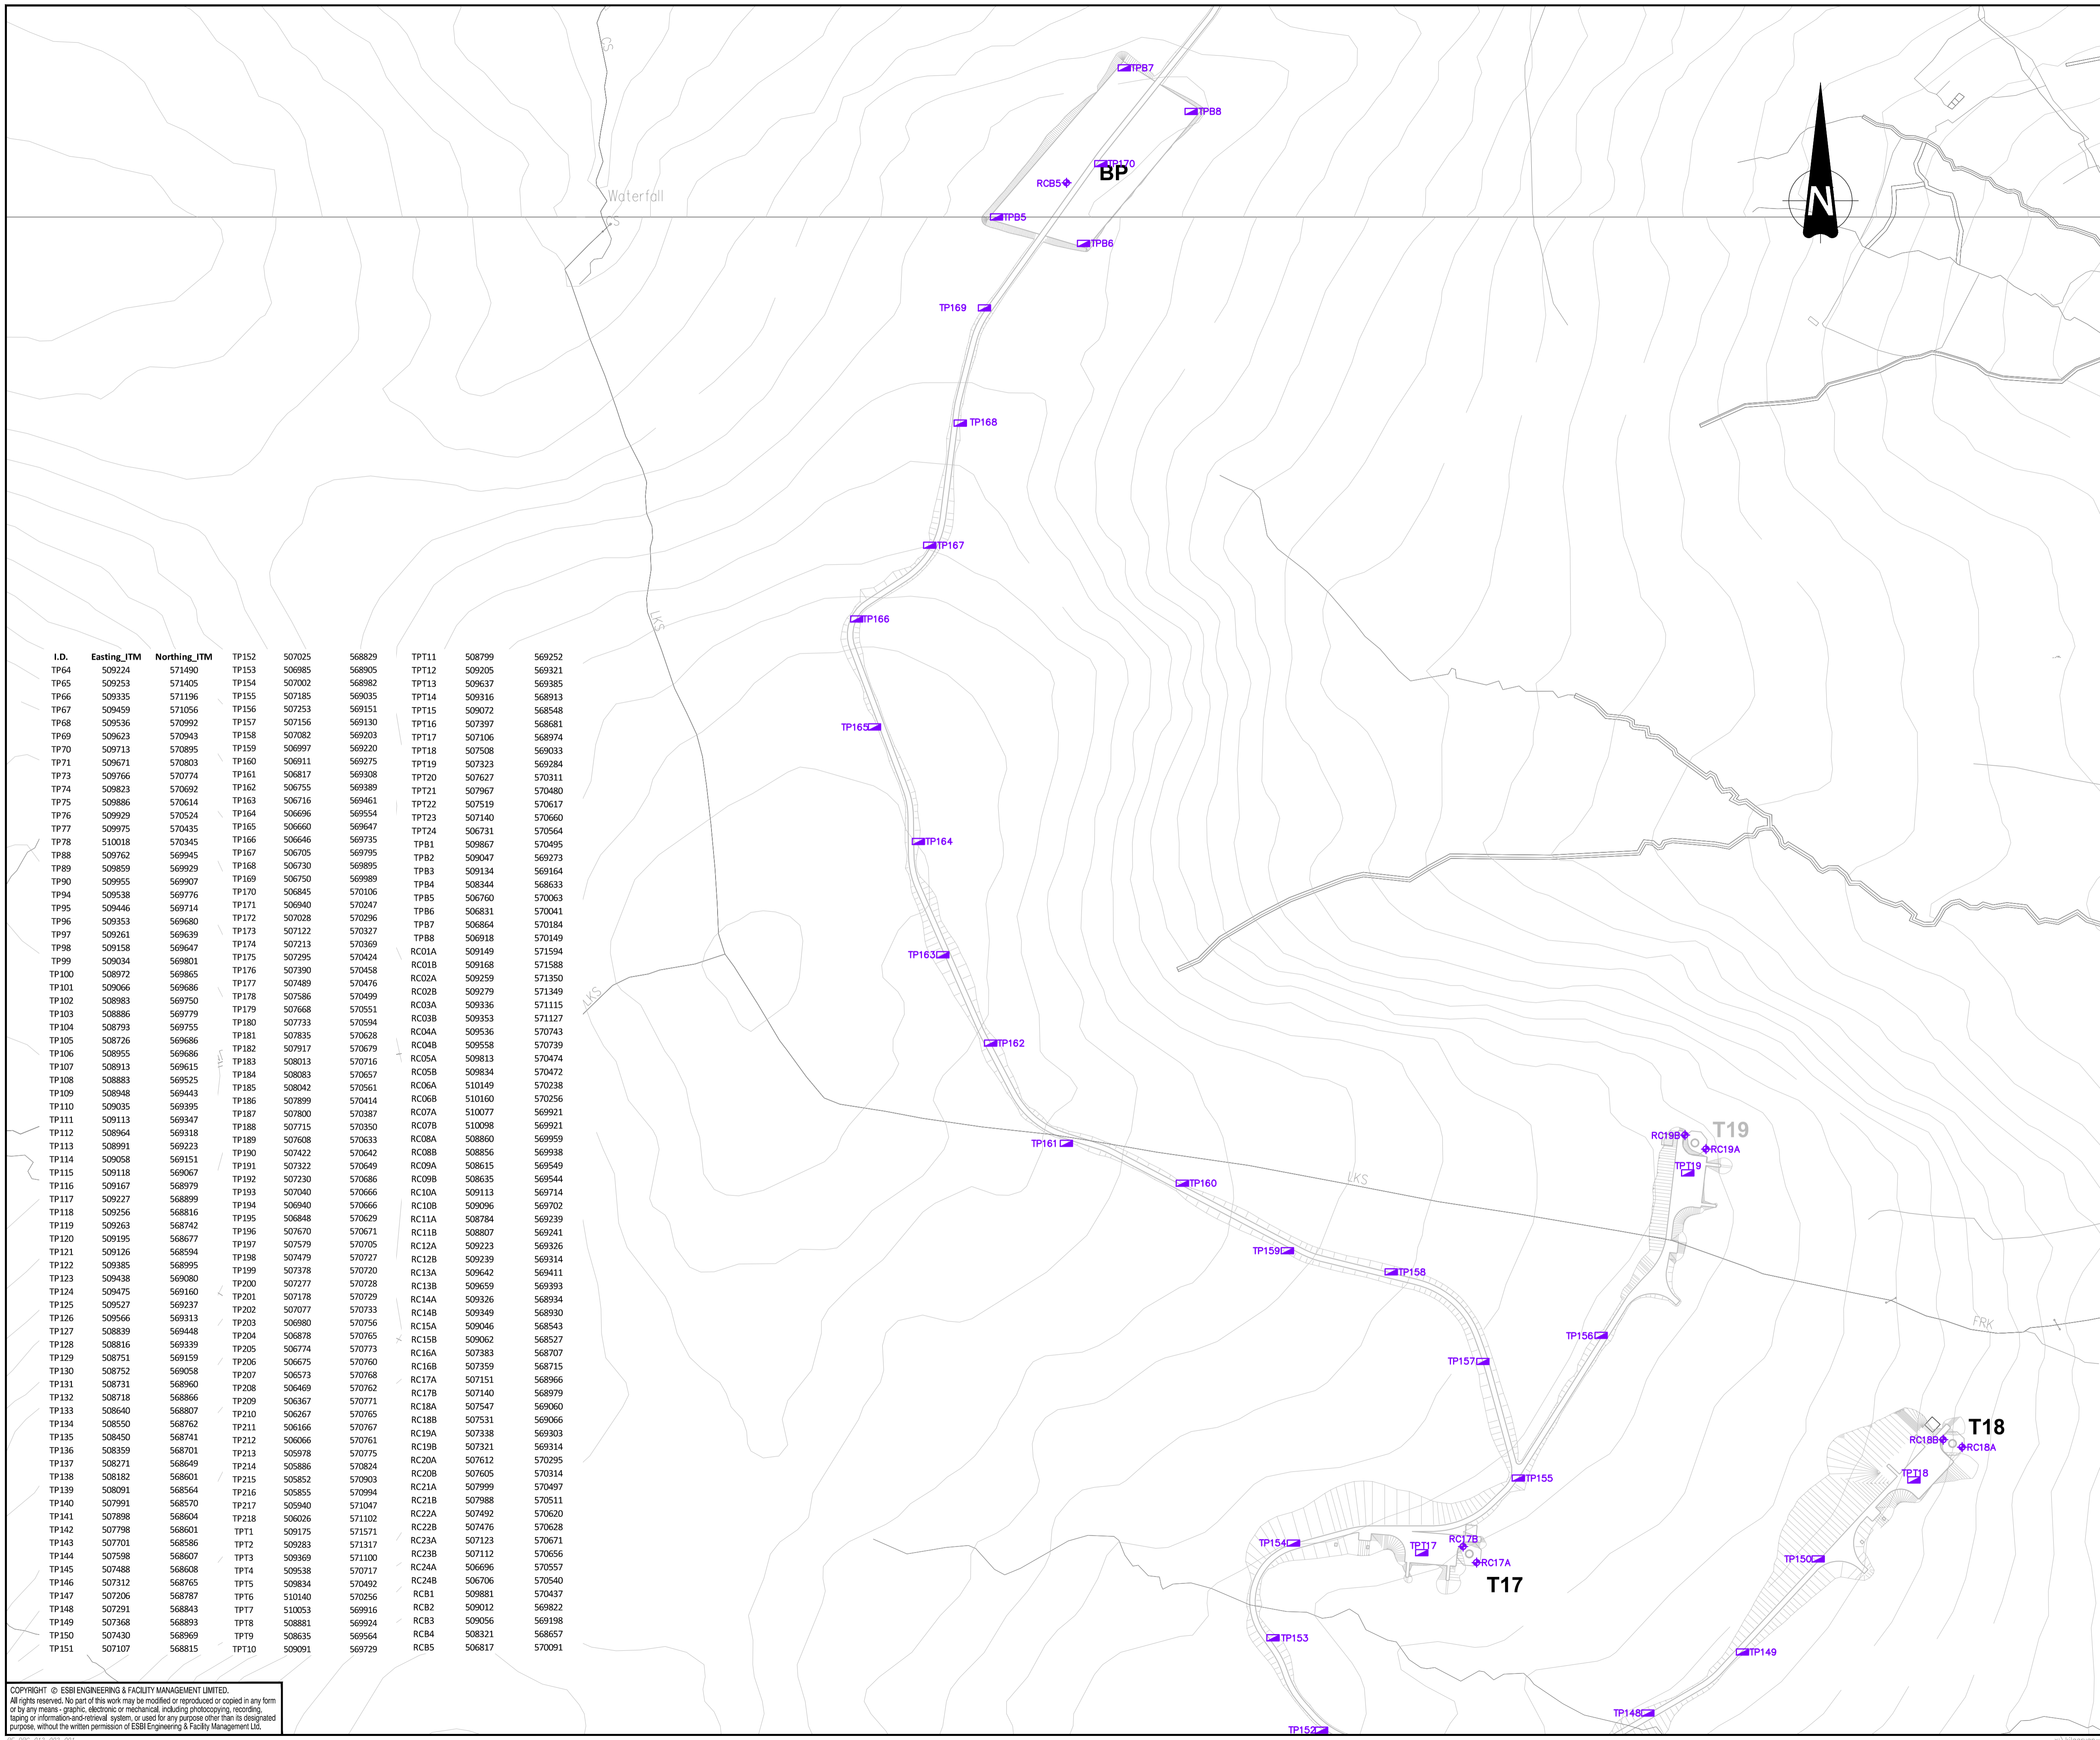 CS
TPB7
TPB8
TP170
BP
RCB5
Waterfall
CS
TPB5
TPB6
N
TP169
TP168
TP167
TP166
LKS
TP165
TP164
TP163
LKS
TP162
TP161
TP160
LKS
RC19B
T19
RC19A
TPT19
TP159
TP158
FRK
TP156
TP157
T18
RC18B
RC18A
TPT18
TP155
TP154
RC17B
TPT17
RC17A
T17
TP150
TP153
TP149
TP148
TP152
I.D. Easting_ITM Northing_ITM
TP64 509224 571490
TP65 509253 571405
TP66 509335 571196
TP67 509459 571056
TP68 509536 570992
TP69 509623 570943
TP70 509713 570895
TP71 509671 570803
TP73 509766 570774
TP74 509823 570692
TP75 509886 570614
TP76 509929 570524
TP77 509975 570435
TP78 510018 570345
TP88 509762 569945
TP89 509859 569929
TP90 509955 569907
TP94 509538 569776
TP95 509446 569714
TP96 509353 569680
TP97 509261 569639
TP98 509158 569647
TP99 509034 569801
TP100 508972 569865
TP101 509066 569686
TP102 508983 569750
TP103 508886 569779
TP104 508793 569755
TP105 508726 569686
TP106 508955 569686
TP107 508913 569615
TP108 508883 569525
TP109 508948 569443
TP110 509035 569395
TP111 509113 569347
TP112 508964 569318
TP113 508991 569223
TP114 509058 569151
TP115 509118 569067
TP116 509167 568979
TP117 509227 568899
TP118 509256 568816
TP119 509263 568742
TP120 509195 568677
TP121 509126 568594
TP122 509385 568995
TP123 509438 569080
TP124 509475 569160
TP125 509527 569237
TP126 509566 569313
TP127 508839 569448
TP128 508816 569339
TP129 508751 569159
TP130 508752 569058
TP131 508731 568960
TP132 508718 568866
TP133 508640 568807
TP134 508550 568762
TP135 508450 568741
TP136 508359 568701
TP137 508271 568649
TP138 508182 568601
TP139 508091 568564
TP140 507991 568570
TP141 507898 568604
TP142 507798 568601
TP143 507701 568586
TP144 507598 568607
TP145 507488 568608
TP146 507312 568765
TP147 507206 568787
TP148 507291 568843
TP149 507368 568893
TP150 507430 568969
TP151 507107 568815
TP152 507025 568829
TP153 506985 568905
TP154 507002 568982
TP155 507185 569035
TP156 507253 569151
TP157 507156 569130
TP158 507082 569203
TP159 506997 569220
TP160 506911 569275
TP161 506817 569308
TP162 506755 569389
TP163 506716 569461
TP164 506696 569554
TP165 506660 569647
TP166 506646 569735
TP167 506705 569795
TP168 506730 569895
TP169 506750 569989
TP170 506845 570106
TP171 506940 570247
TP172 507028 570296
TP173 507122 570327
TP174 507213 570369
TP175 507295 570424
TP176 507390 570458
TP177 507489 570476
TP178 507586 570499
TP179 507668 570551
TP180 507733 570594
TP181 507835 570628
TP182 507917 570679
TP183 508013 570716
TP184 508083 570657
TP185 508042 570561
TP186 507899 570414
TP187 507800 570387
TP188 507715 570350
TP189 507608 570633
TP190 507422 570642
TP191 507322 570649
TP192 507230 570686
TP193 507040 570666
TP194 506940 570666
TP195 506848 570629
TP196 507670 570671
TP197 507579 570705
TP198 507479 570727
TP199 507378 570720
TP200 507277 570728
TP201 507178 570729
TP202 507077 570733
TP203 506980 570756
TP204 506878 570765
TP205 506774 570773
TP206 506675 570760
TP207 506573 570768
TP208 506469 570762
TP209 506367 570771
TP210 506267 570765
TP211 506166 570767
TP212 506066 570761
TP213 505978 570775
TP214 505886 570824
TP215 505852 570903
TP216 505855 570994
TP217 505940 571047
TP218 506026 571102
TPT1 509175 571571
TPT2 509283 571317
TPT3 509369 571100
TPT4 509538 570717
TPT5 509834 570492
TPT6 510140 570256
TPT7 510053 569916
TPT8 508881 569924
TPT9 508635 569564
TPT10 509091 569729
TPT11 508799 569252
TPT12 509205 569321
TPT13 509637 569385
TPT14 509316 568913
TPT15 509072 568548
TPT16 507397 568681
TPT17 507106 568974
TPT18 507508 569033
TPT19 507323 569284
TPT20 507627 570311
TPT21 507967 570480
TPT22 507519 570617
TPT23 507140 570660
TPT24 506731 570564
TPB1 509867 570495
TPB2 509047 569273
TPB3 509134 569164
TPB4 508344 568633
TPB5 506760 570063
TPB6 506831 570041
TPB7 506864 570184
TPB8 506918 570149
RC01A 509149 571594
RC01B 509168 571588
RC02A 509259 571350
RC02B 509279 571349
RC03A 509336 571115
RC03B 509353 571127
RC04A 509536 570743
RC04B 509558 570739
RC05A 509813 570474
RC05B 509834 570472
RC06A 510149 570238
RC06B 510160 570256
RC07A 510077 569921
RC07B 510098 569921
RC08A 508860 569959
RC08B 508856 569938
RC09A 508615 569549
RC09B 508635 569544
RC10A 509113 569714
RC10B 509096 569702
RC11A 508784 569239
RC11B 508807 569241
RC12A 509223 569326
RC12B 509239 569314
RC13A 509642 569411
RC13B 509659 569393
RC14A 509326 568934
RC14B 509349 568930
RC15A 509046 568543
RC15B 509062 568527
RC16A 507383 568707
RC16B 507359 568715
RC17A 507151 568966
RC17B 507140 568979
RC18A 507547 569060
RC18B 507531 569066
RC19A 507338 569303
RC19B 507321 569314
RC20A 507612 570295
RC20B 507605 570314
RC21A 507999 570497
RC21B 507988 570511
RC22A 507492 570620
RC22B 507476 570628
RC23A 507123 570671
RC23B 507112 570656
RC24A 506696 570557
RC24B 506706 570540
RCB1 509881 570437
RCB2 509012 569822
RCB3 509056 569198
RCB4 508321 568657
RCB5 506817 570091
COPYRIGHT © ESBI ENGINEERING & FACILITY MANAGEMENT LIMITED.
All rights reserved. No part of this work may be modified or reproduced or copied in any form
or by any means - graphic, electronic or mechanical, including photocopying, recording,
taping or information-and-retrieval system, or used for any purpose other than its designated
purpose, without the written permission of ESBI Engineering & Facility Management Ltd.